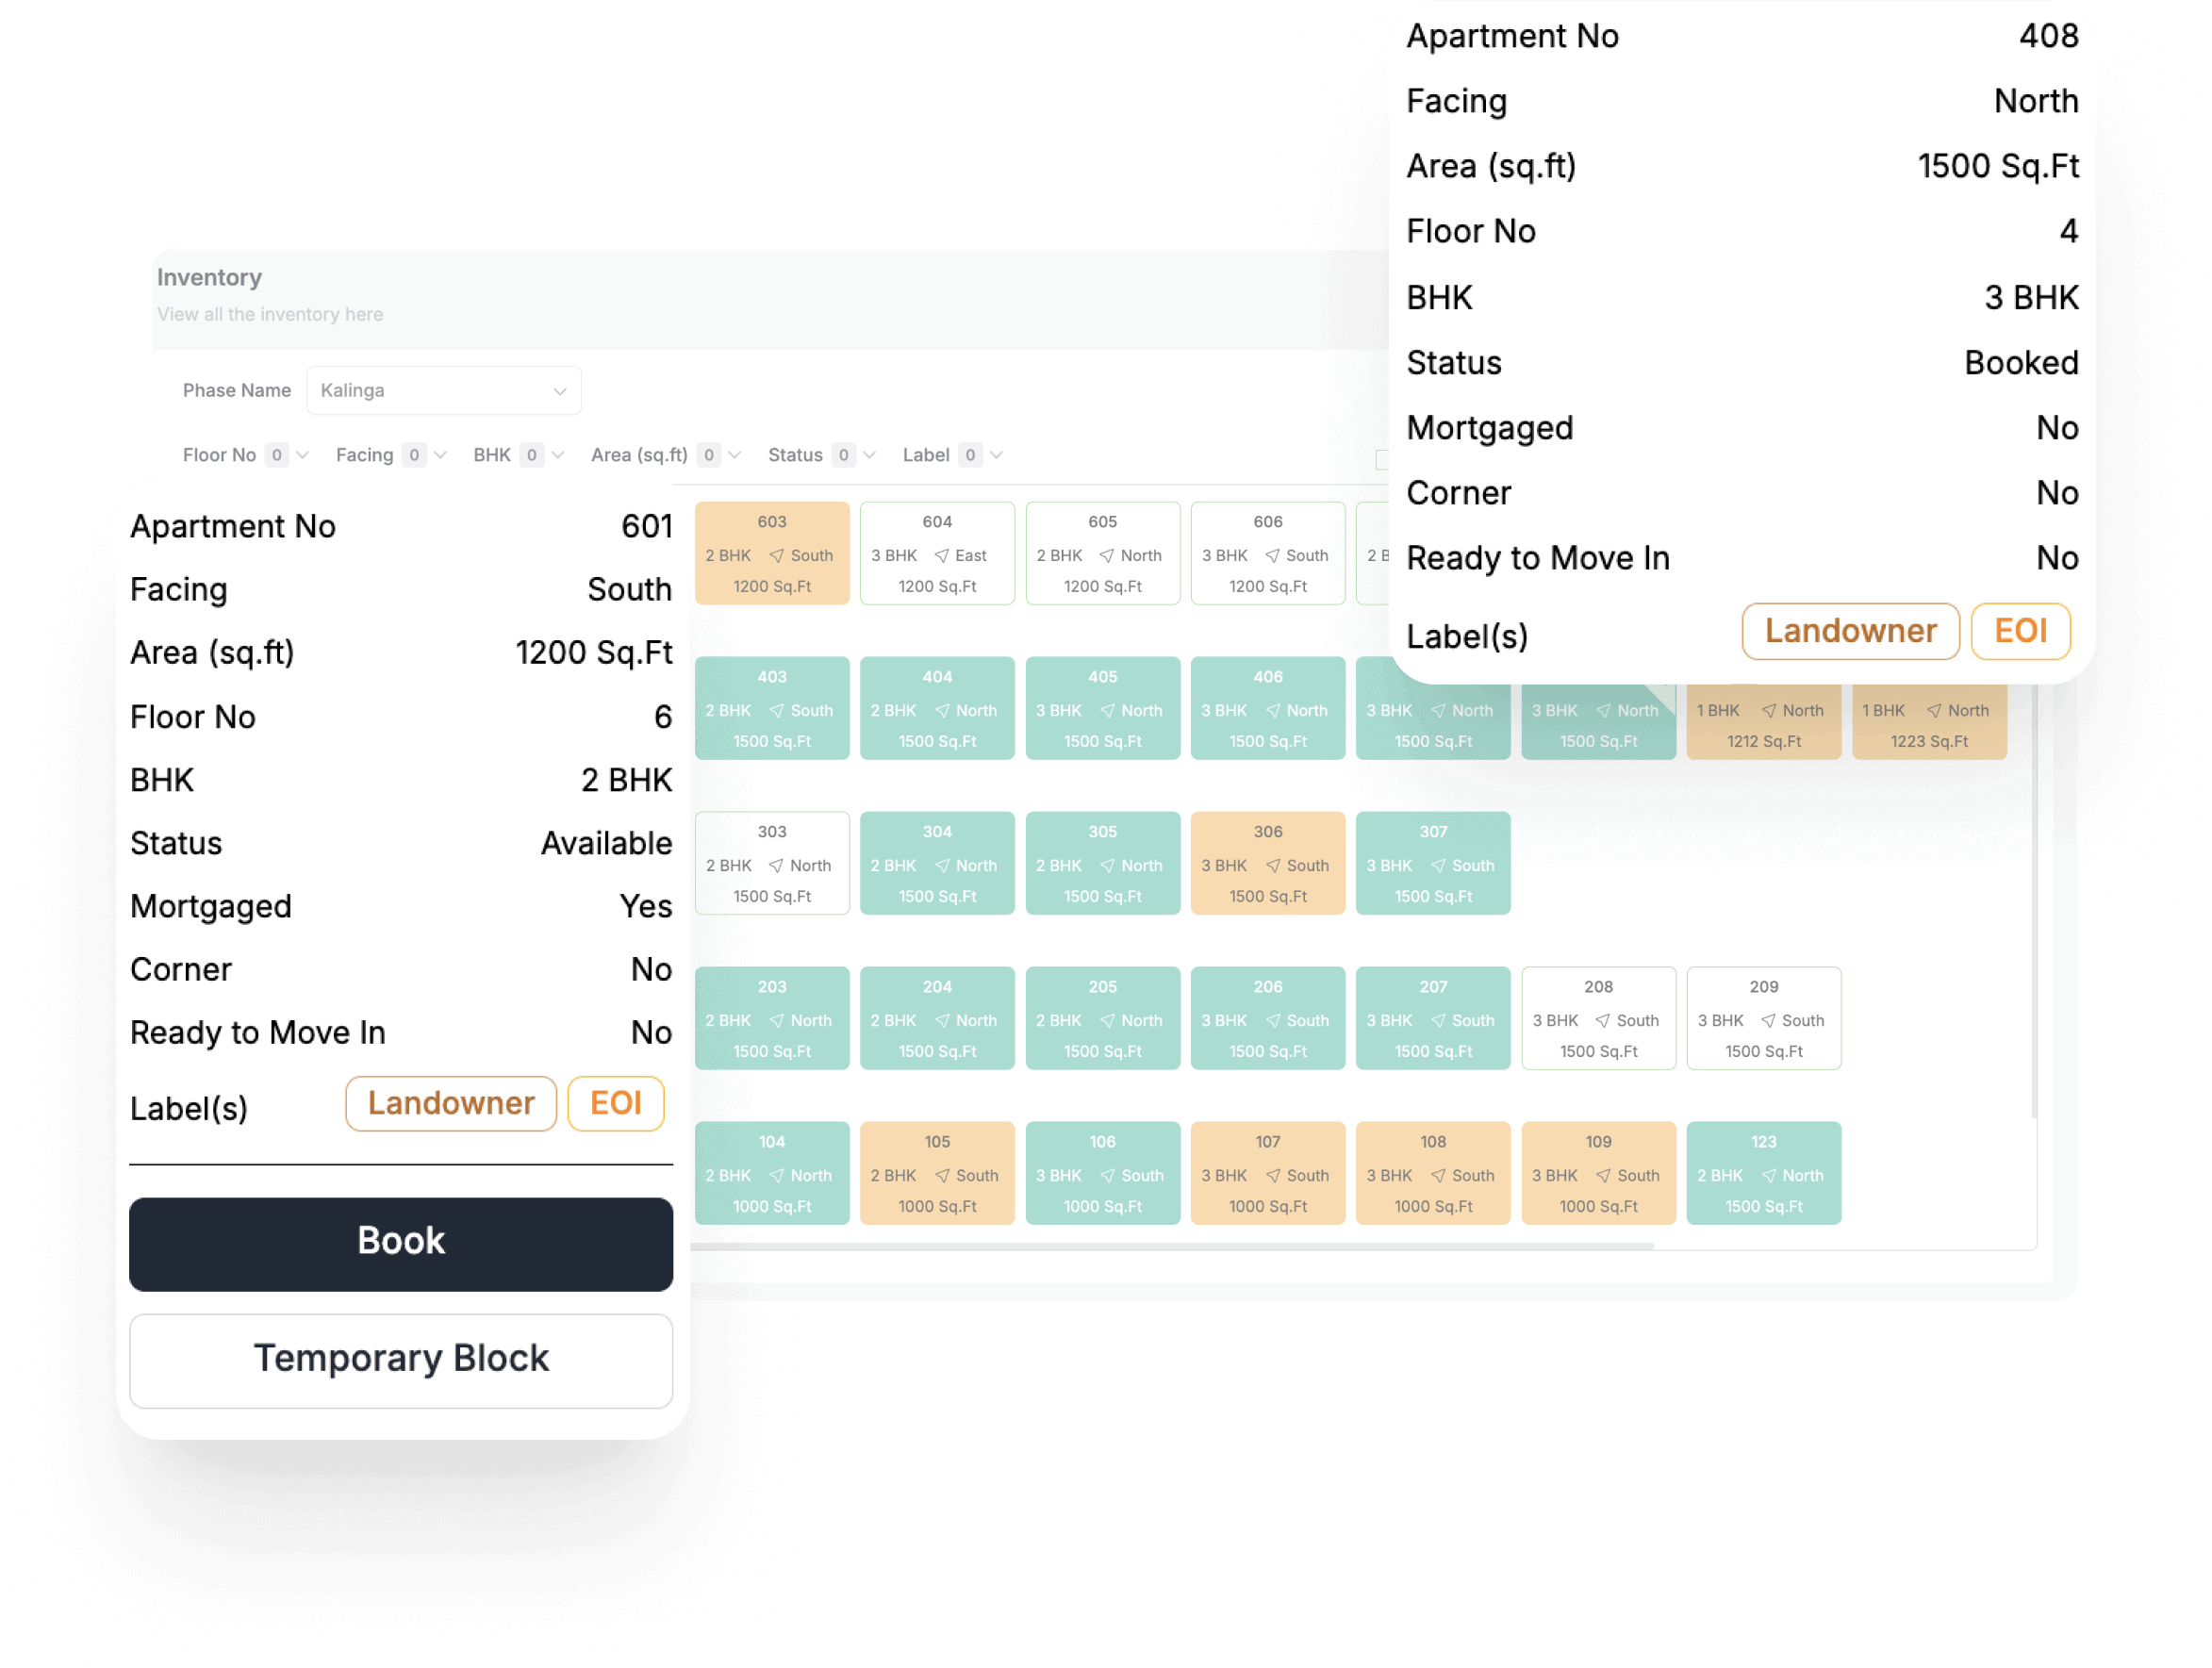 Apartment No 408
Facing North
Area (sq.ft) 1500 Sq.Ft
Floor No 4
BHK 3 BHK
Status Booked
Mortgaged No
Corner No
Ready to Move In No
Label(s) Landowner EOI
Inventory
View all the inventory here
Phase Name Kalinga
Floor No 0 Facing 0 BHK 0 Area (sq.ft) 0 Status 0 Label 0
Apartment No 601
Facing South
Area (sq.ft) 1200 Sq.Ft
Floor No 6
BHK 2 BHK
Status Available
Mortgaged Yes
Corner No
Ready to Move In No
Label(s) Landowner EOI
Book
Temporary Block
603 604 605 606
2 BHK South 3 BHK East 2 BHK North 3 BHK South 2 B
1200 Sq.Ft 1200 Sq.Ft 1200 Sq.Ft 1200 Sq.Ft
403 404 405 406
2 BHK South 2 BHK North 3 BHK North 3 BHK North 3 BHK North 3 BHK North 1 BHK North 1 BHK North
1500 Sq.Ft 1500 Sq.Ft 1500 Sq.Ft 1500 Sq.Ft 1500 Sq.Ft 1500 Sq.Ft 1212 Sq.Ft 1223 Sq.Ft
303 304 305 306 307
2 BHK North 2 BHK North 2 BHK North 3 BHK South 3 BHK South
1500 Sq.Ft 1500 Sq.Ft 1500 Sq.Ft 1500 Sq.Ft 1500 Sq.Ft
203 204 205 206 207 208 209
2 BHK North 2 BHK North 2 BHK North 3 BHK South 3 BHK South 3 BHK South 3 BHK South
1500 Sq.Ft 1500 Sq.Ft 1500 Sq.Ft 1500 Sq.Ft 1500 Sq.Ft 1500 Sq.Ft 1500 Sq.Ft
104 105 106 107 108 109 123
2 BHK North 2 BHK South 3 BHK South 3 BHK South 3 BHK South 3 BHK South 2 BHK North
1000 Sq.Ft 1000 Sq.Ft 1000 Sq.Ft 1000 Sq.Ft 1000 Sq.Ft 1000 Sq.Ft 1500 Sq.Ft